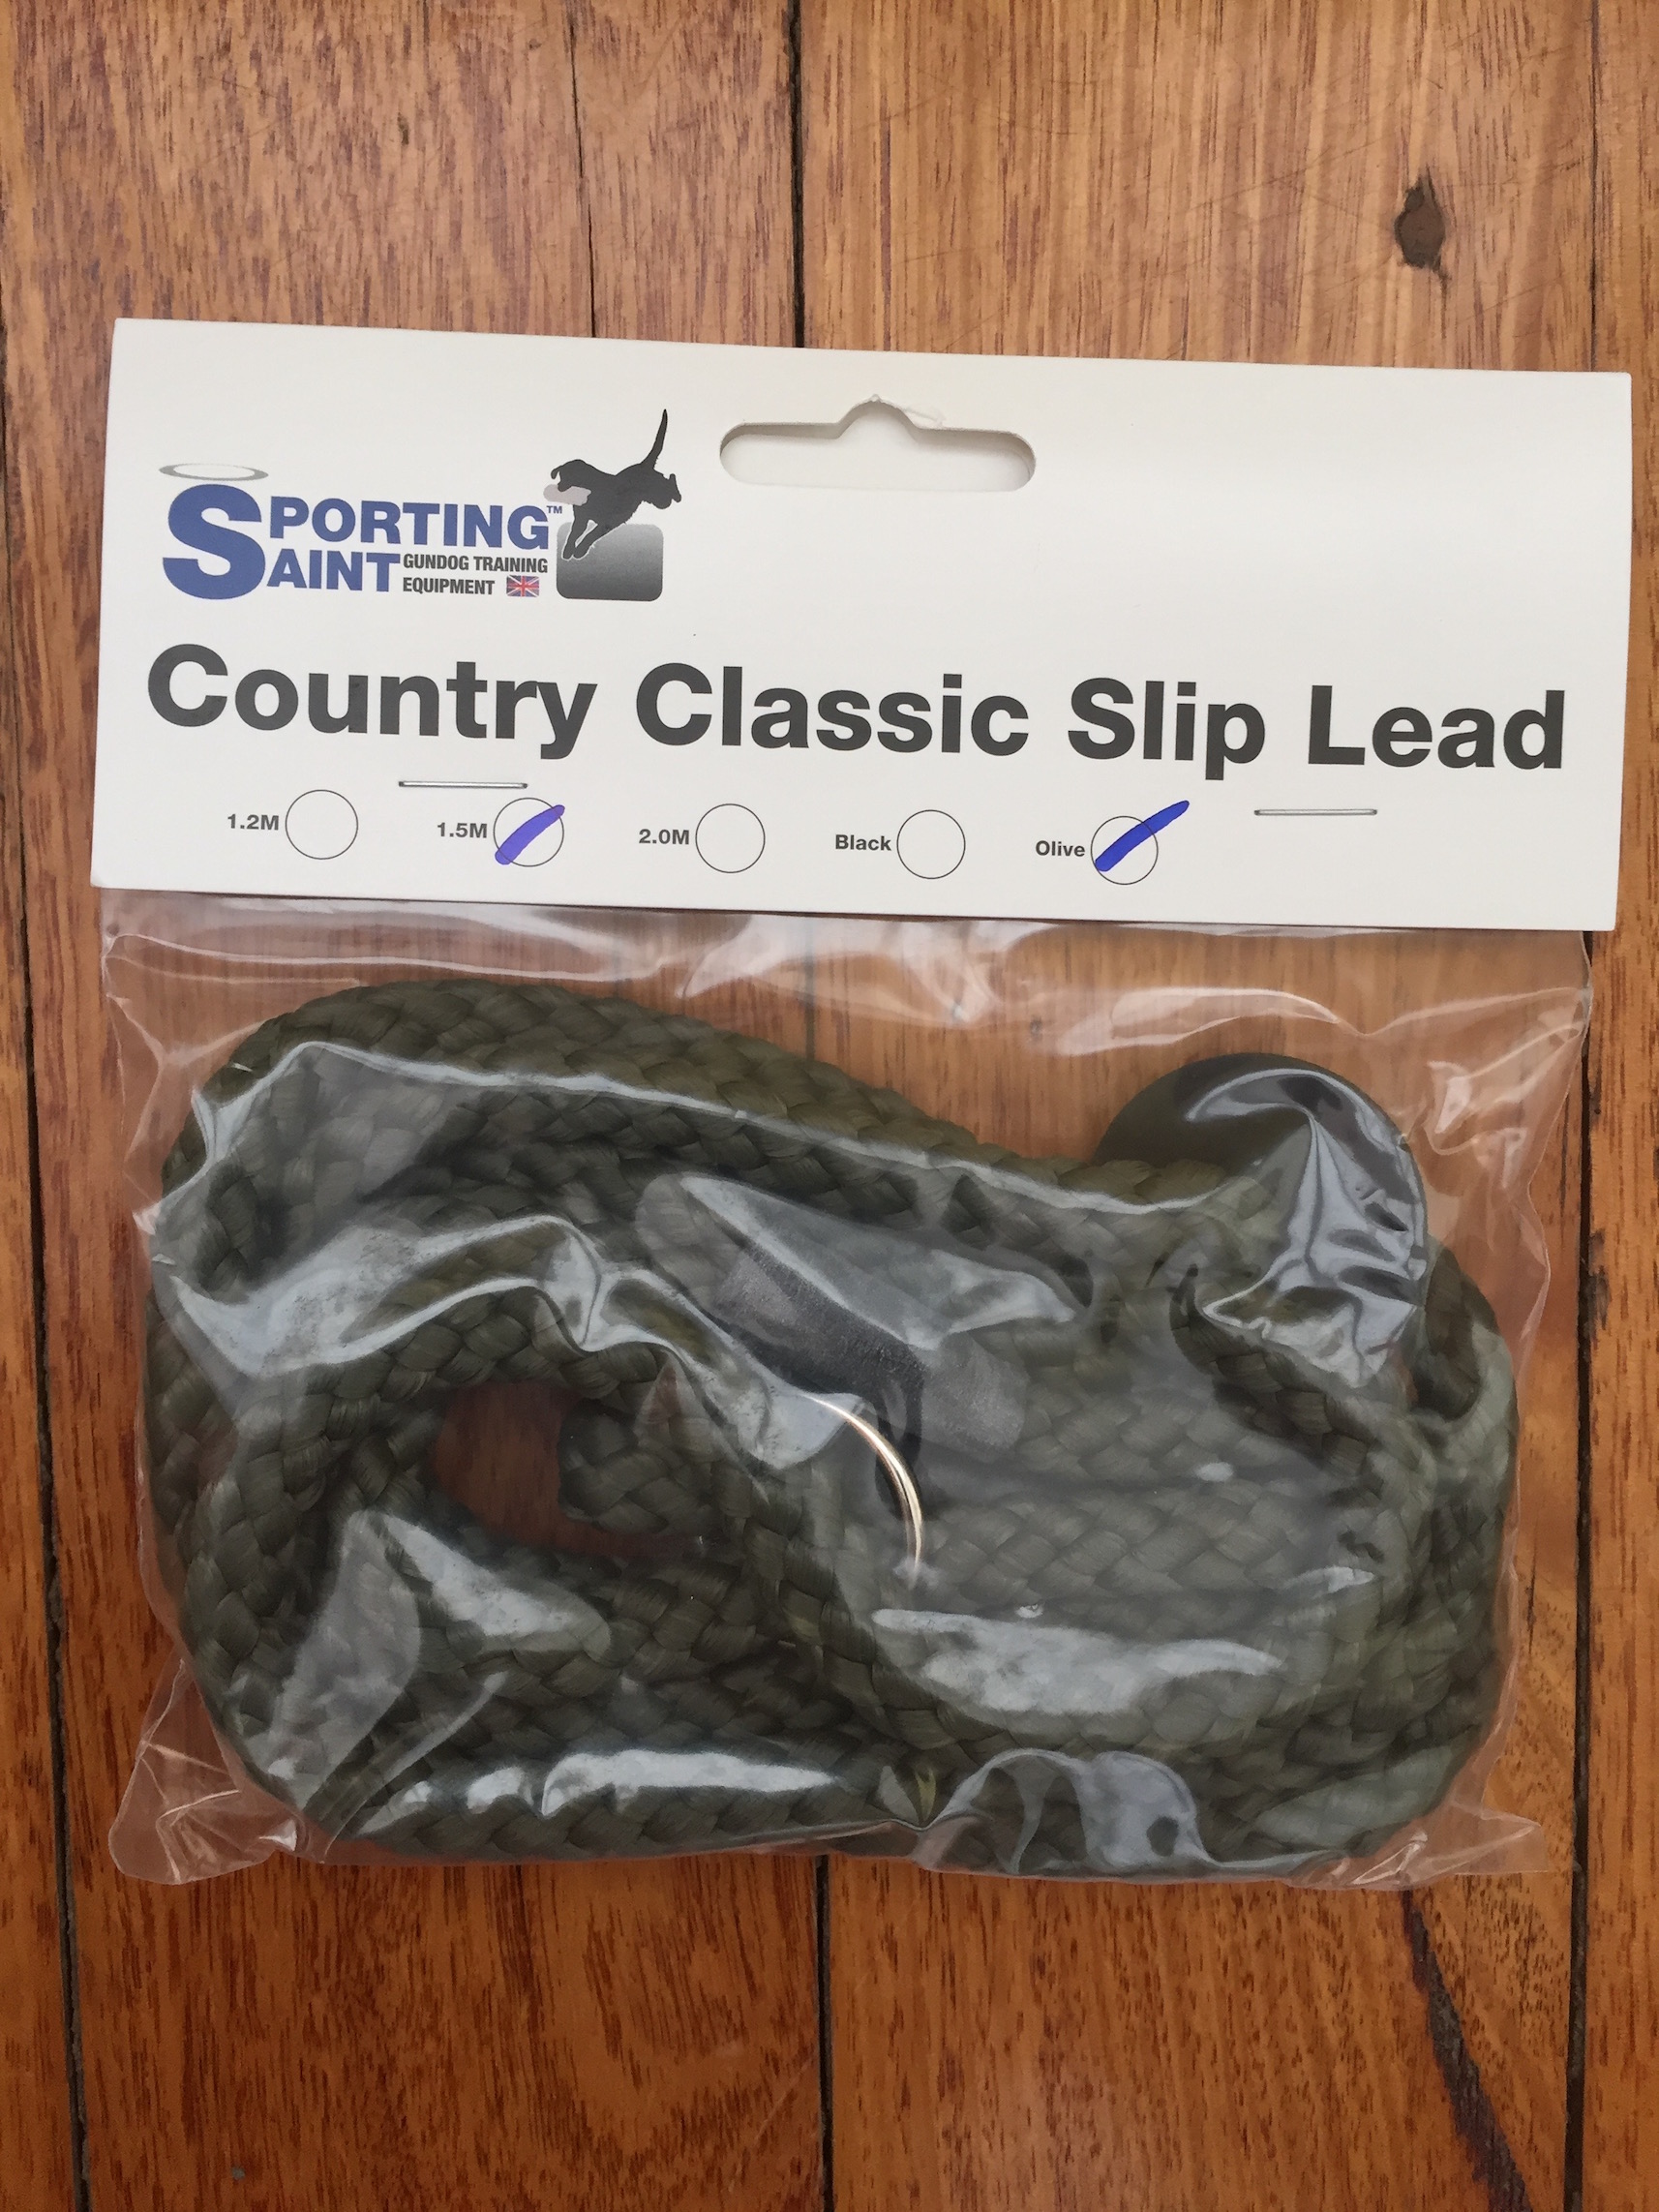 SPORTING™
SAINT GUNDOG TRAINING
EQUIPMENT
Country Classic Slip Lead
1.2M 1.5M 2.0M Black Olive